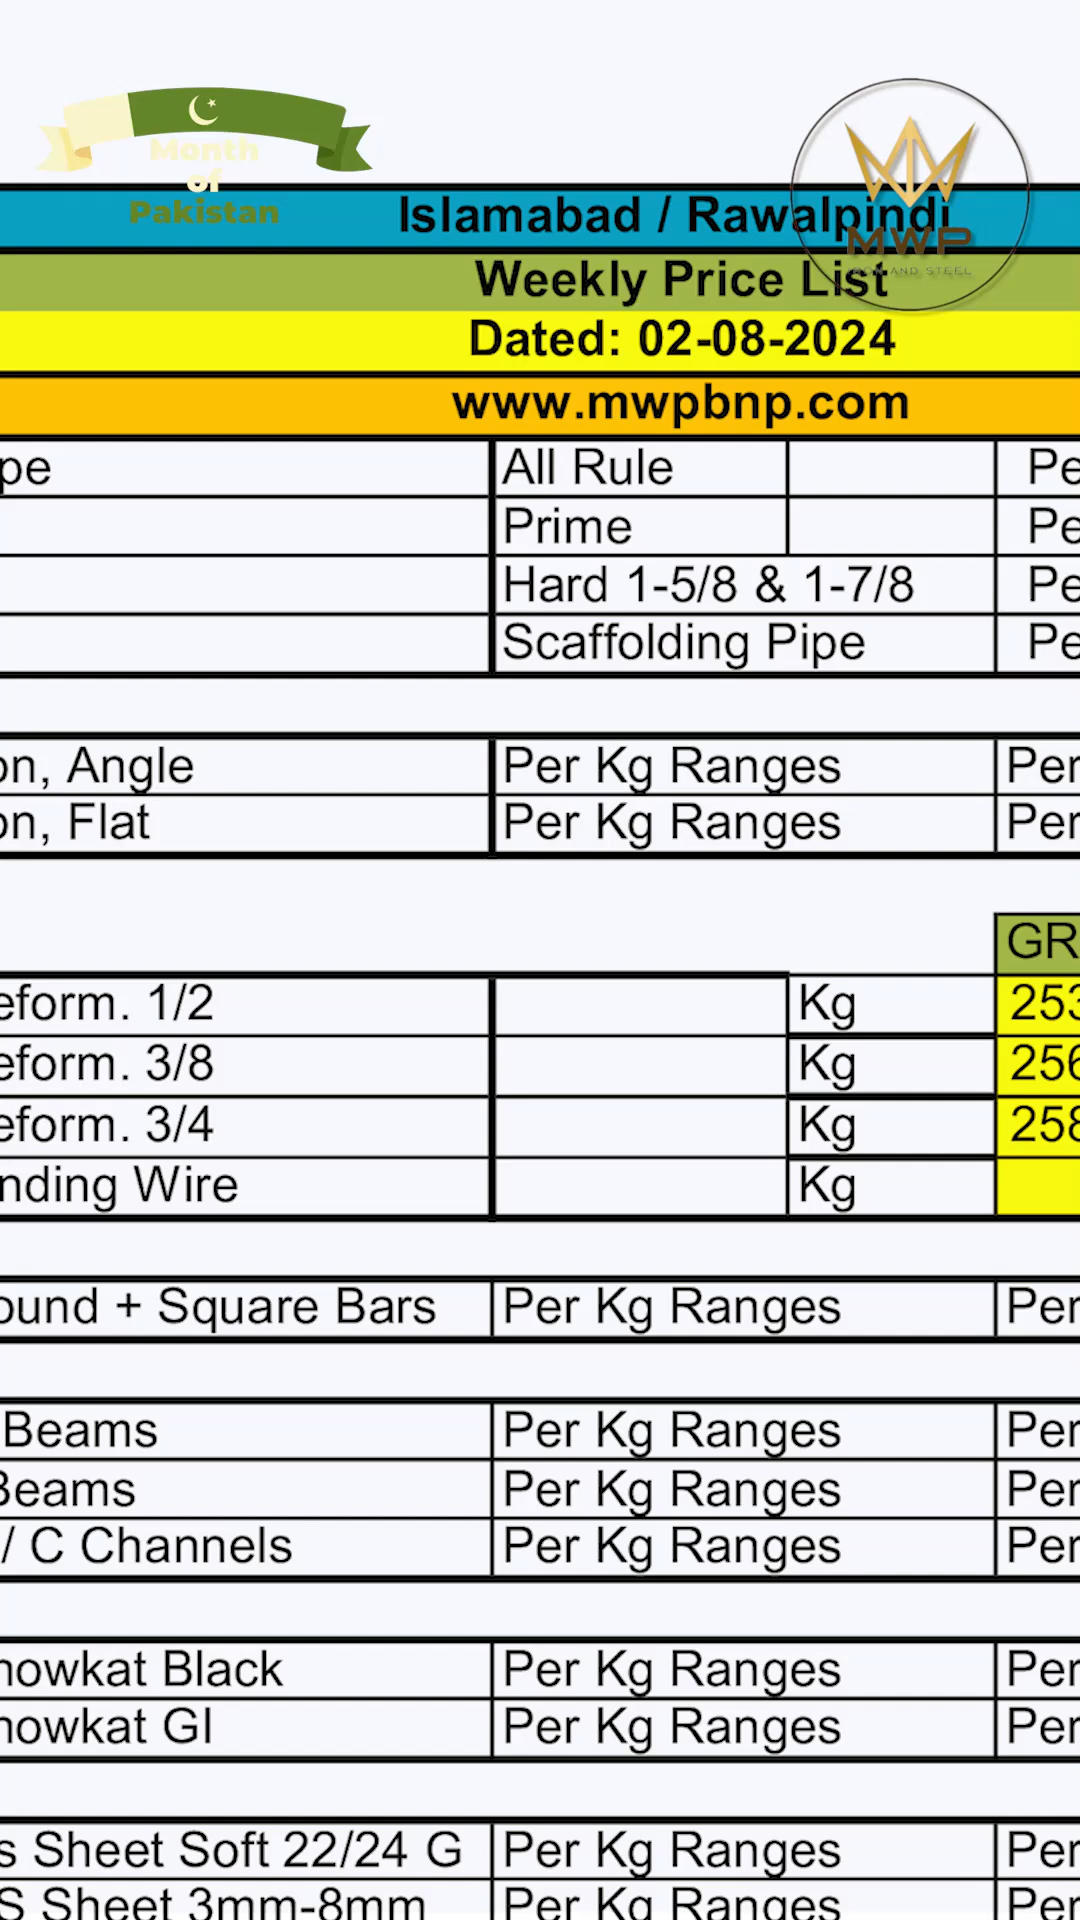 Month
of
Pakistan
MWP
IRON AND STEEL
Islamabad / Rawalpindi
Weekly Price List
Dated: 02-08-2024
www.mwpbnp.com
pe All Rule Pe
Prime Pe
Hard 1-5/8 & 1-7/8 Pe
Scaffolding Pipe Pe
on, Angle Per Kg Ranges Per
on, Flat Per Kg Ranges Per
GR
eform. 1/2 Kg 253
eform. 3/8 Kg 256
eform. 3/4 Kg 258
nding Wire Kg
ound + Square Bars Per Kg Ranges Per
Beams Per Kg Ranges Per
Beams Per Kg Ranges Per
/ C Channels Per Kg Ranges Per
howkat Black Per Kg Ranges Per
howkat GI Per Kg Ranges Per
s Sheet Soft 22/24 G Per Kg Ranges Per
S Sheet 3mm-8mm Per Kg Ranges Per